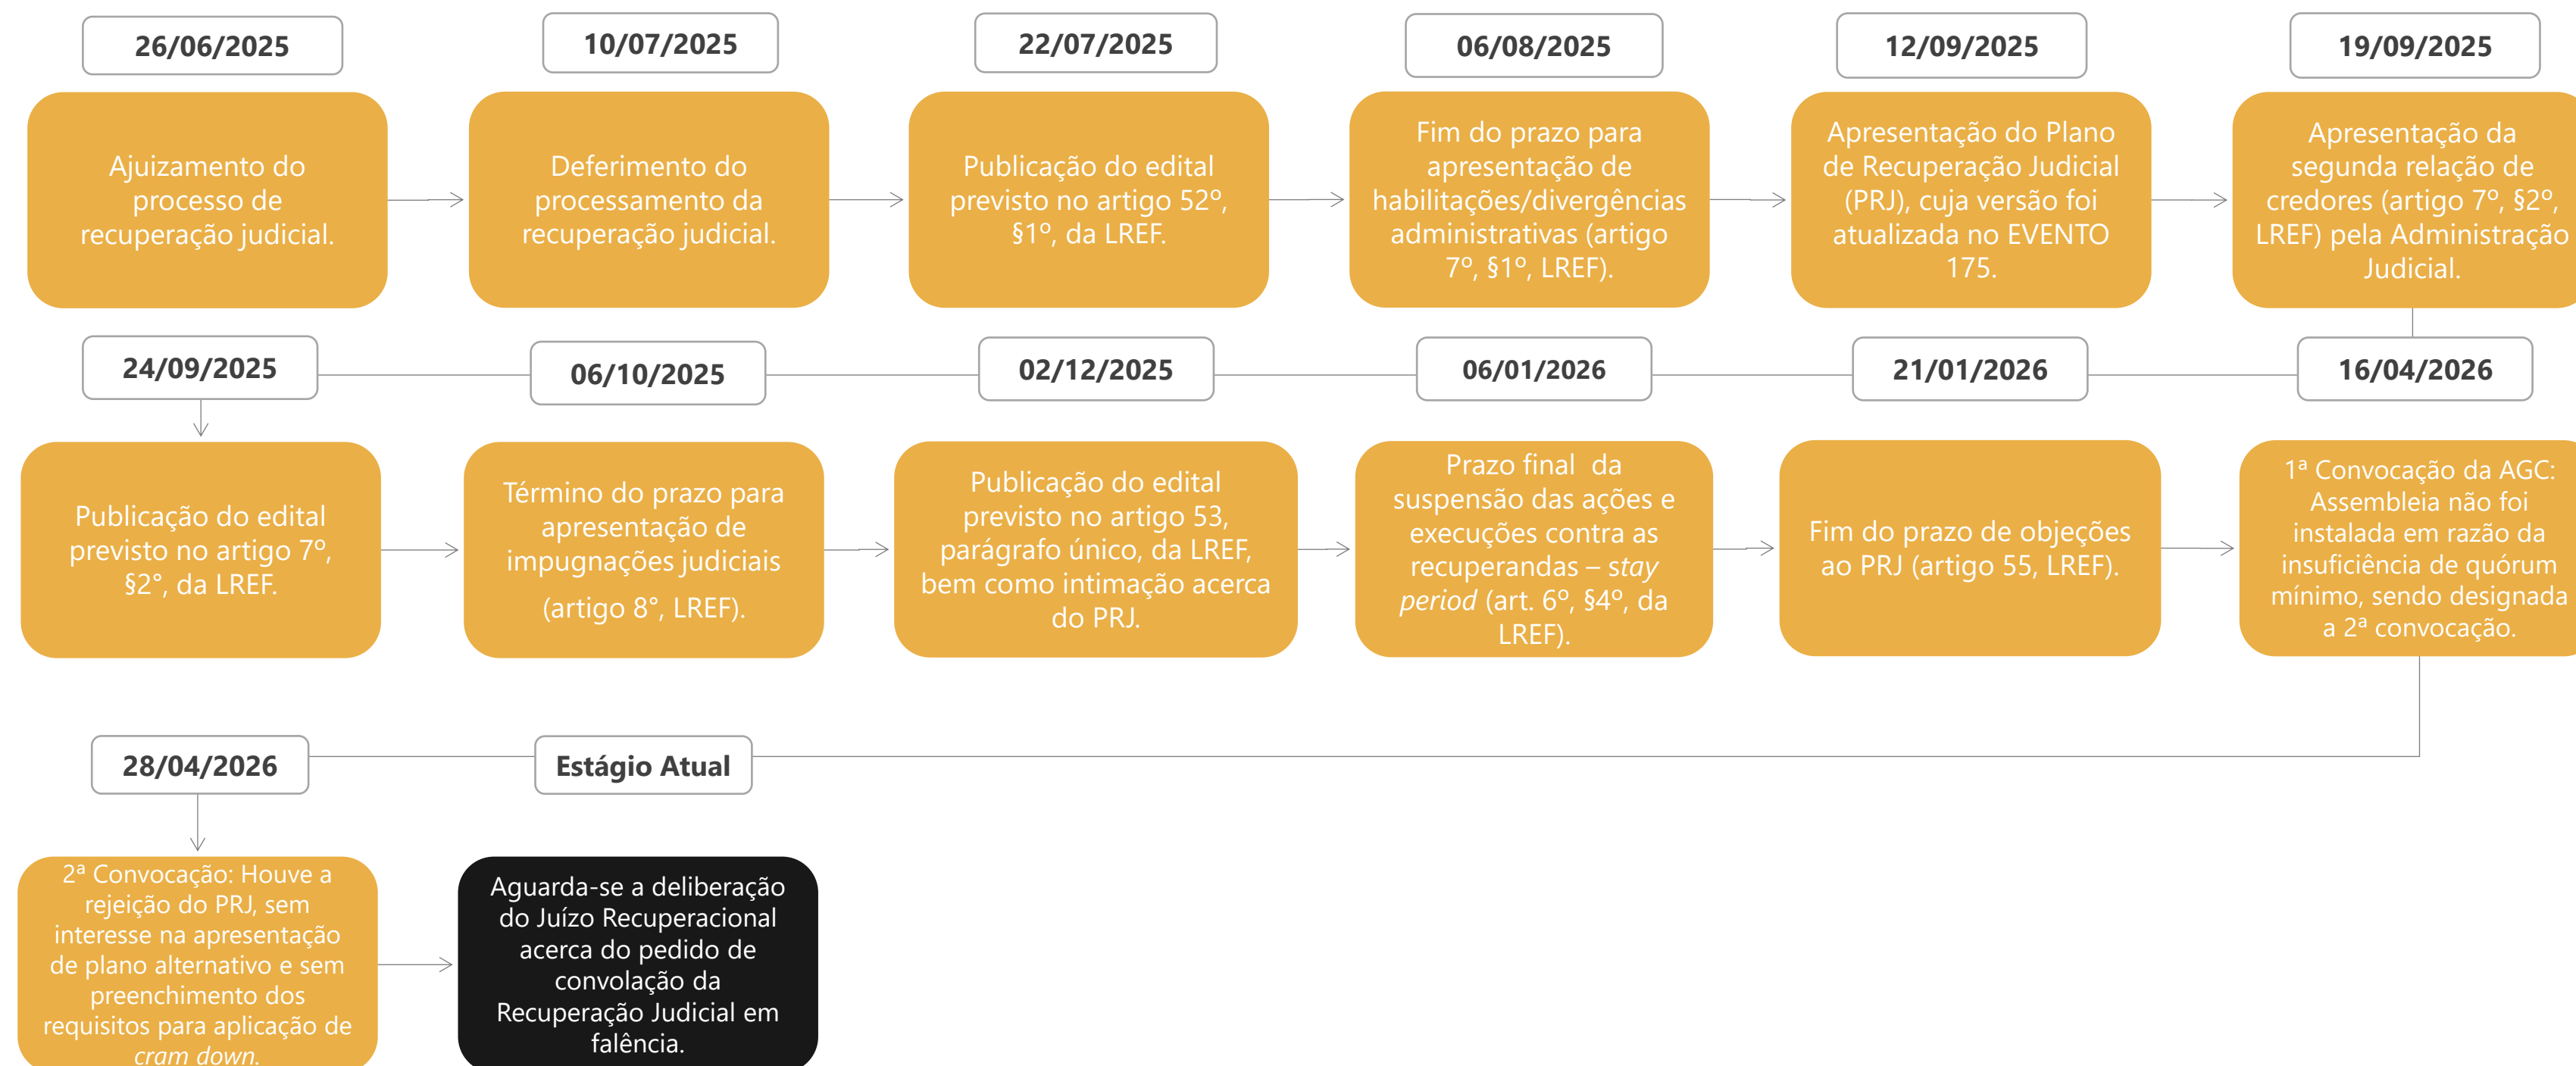 26/06/2025
Ajuizamento do
processo de
recuperação judicial.
10/07/2025
Deferimento do
processamento da
recuperação judicial.
22/07/2025
Publicação do edital
previsto no artigo 52º,
§1º, da LREF.
06/08/2025
Fim do prazo para
apresentação de
habilitações/divergências
administrativas (artigo
7º, §1º, LREF).
12/09/2025
Apresentação do Plano
de Recuperação Judicial
(PRJ), cuja versão foi
atualizada no EVENTO
175.
19/09/2025
Apresentação da
segunda relação de
credores (artigo 7º, §2º,
LREF) pela Administração
Judicial.
24/09/2025
Publicação do edital
previsto no artigo 7º,
§2°, da LREF.
06/10/2025
Término do prazo para
apresentação de
impugnações judiciais
(artigo 8°, LREF).
02/12/2025
Publicação do edital
previsto no artigo 53,
parágrafo único, da LREF,
bem como intimação acerca
do PRJ.
06/01/2026
Prazo final da
suspensão das ações e
execuções contra as
recuperandas – stay
period (art. 6º, §4º, da
LREF).
21/01/2026
Fim do prazo de objeções
ao PRJ (artigo 55, LREF).
16/04/2026
1ª Convocação da AGC:
Assembleia não foi
instalada em razão da
insuficiência de quórum
mínimo, sendo designada
a 2ª convocação.
28/04/2026
2ª Convocação: Houve a
rejeição do PRJ, sem
interesse na apresentação
de plano alternativo e sem
preenchimento dos
requisitos para aplicação de
cram down.
Estágio Atual
Aguarda-se a deliberação
do Juízo Recuperacional
acerca do pedido de
convolação da
Recuperação Judicial em
falência.